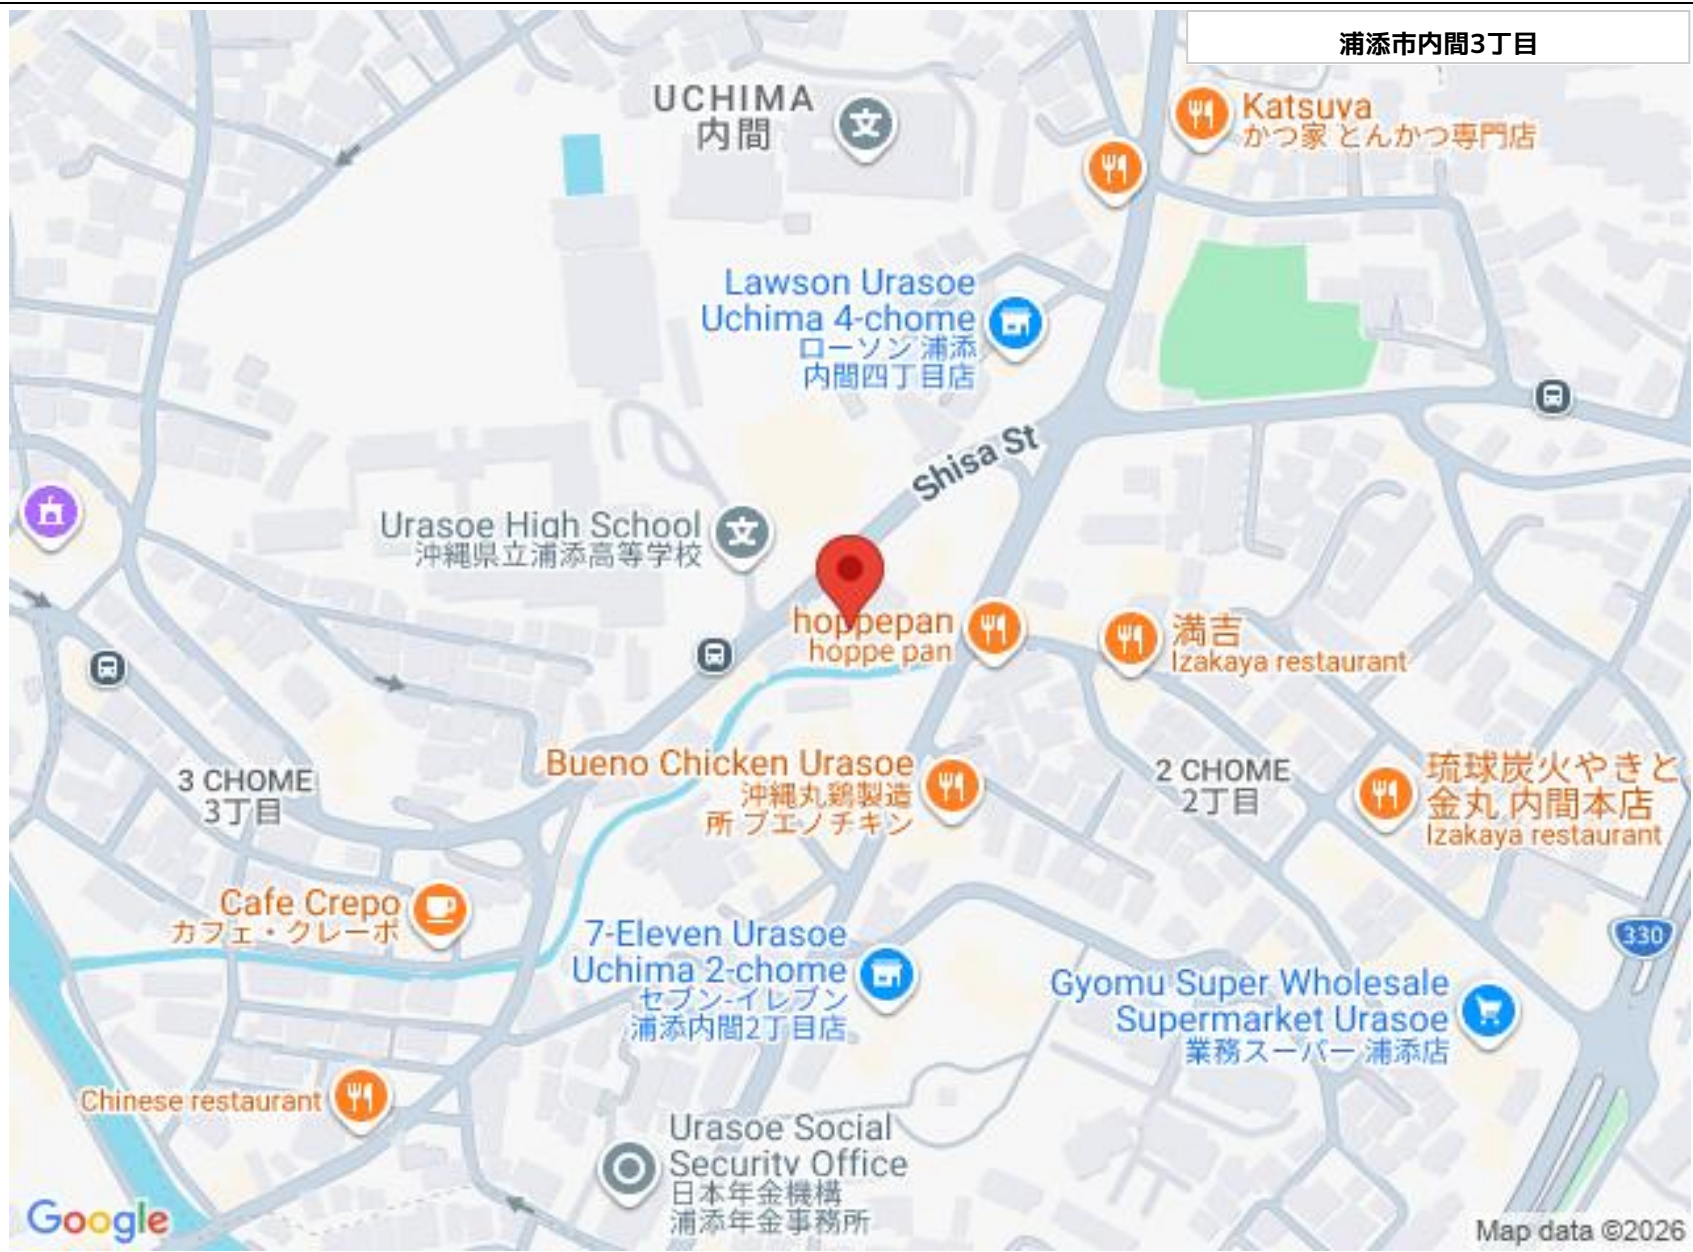 浦添市内間3丁目
UCHIMA
内間
Katsuya
かつ家 とんかつ専門店
Lawson Urasoe
Uchima 4-chome
ローソン 浦添
内間四丁目店
Shisa St
Urasoe High School
沖縄県立浦添高等学校
hoppepan
hoppe pan
満吉
Izakaya restaurant
Bueno Chicken Urasoe
沖縄丸鶏製造
所 ブエノチキン
3 CHOME
3丁目
2 CHOME
2丁目
琉球炭火やきと
金丸 内間本店
Izakaya restaurant
Cafe Crepo
カフェ・クレーポ
7-Eleven Urasoe
Uchima 2-chome
セブン-イレブン
浦添内間2丁目店
330
Gyomu Super Wholesale
Supermarket Urasoe
業務スーパー 浦添店
Chinese restaurant
Urasoe Social
Security Office
日本年金機構
浦添年金事務所
Google
Map data ©2026